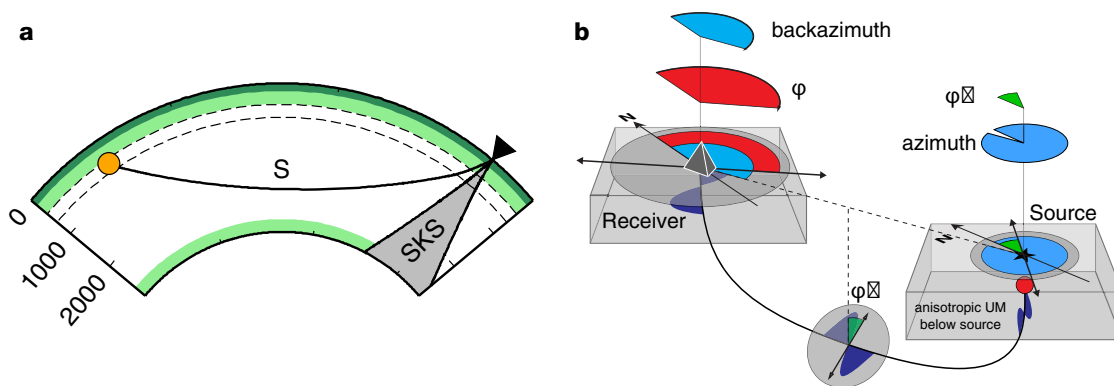 a
S
SKS
0
1000
2000
b
backazimuth
φ
φ�
azimuth
N
Receiver
Source
N
φ�
anisotropic UM
below source